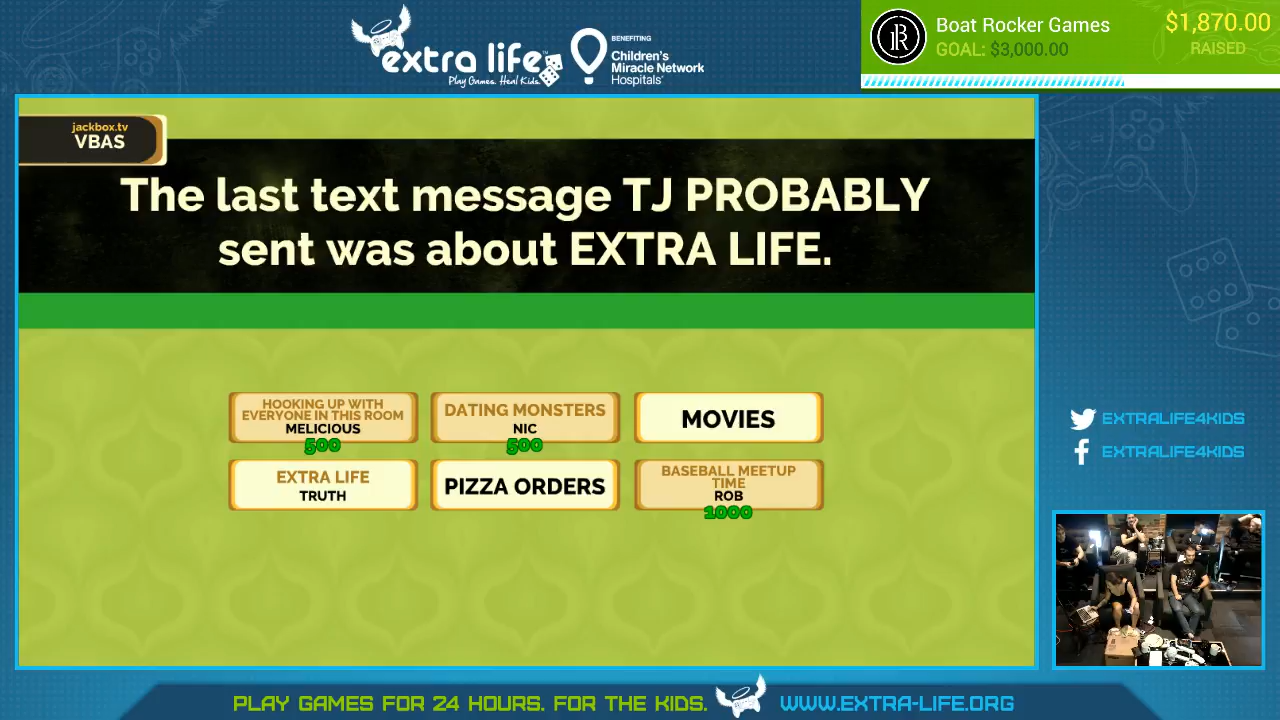 extra life™
Play Games. Heal Kids.
BENEFITING
Children's
Miracle Network
Hospitals®
Boat Rocker Games
GOAL: $3,000.00
$1,870.00
RAISED
jackbox.tv
VBAS
The last text message TJ PROBABLY
sent was about EXTRA LIFE.
HOOKING UP WITH
EVERYONE IN THIS ROOM
MELICIOUS
500
DATING MONSTERS
NIC
500
MOVIES
EXTRA LIFE
TRUTH
PIZZA ORDERS
BASEBALL MEETUP
TIME
ROB
1000
EXTRALIFE4KIDS
EXTRALIFE4KIDS
PLAY GAMES FOR 24 HOURS. FOR THE KIDS.
WWW.EXTRA-LIFE.ORG